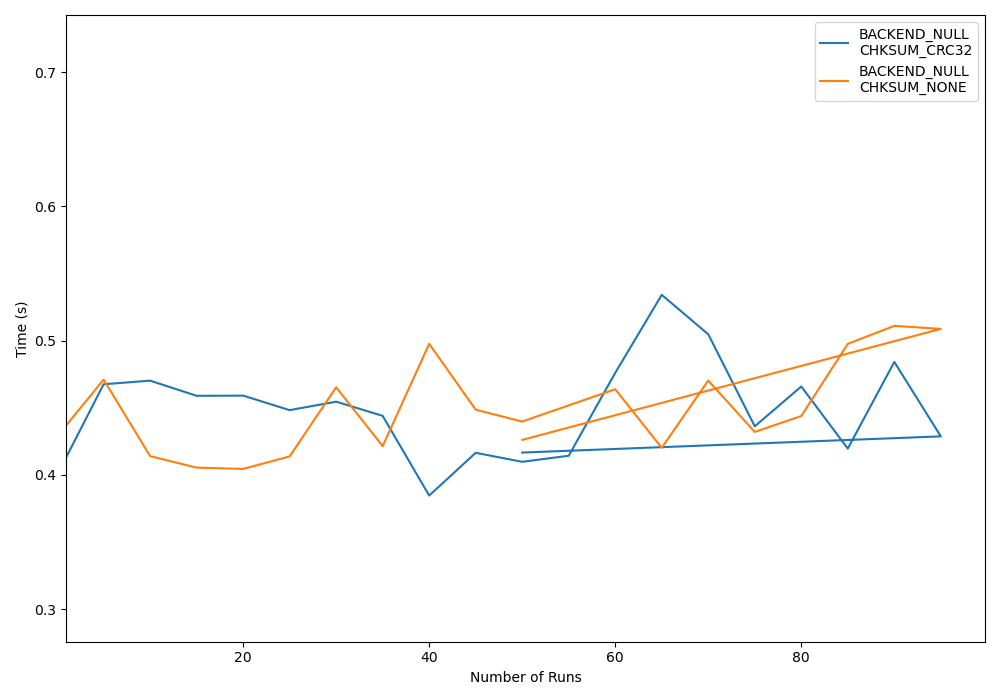 BACKEND_NULL
CHKSUM_CRC32
BACKEND_NULL
CHKSUM_NONE
0.7
0.6
0.5
0.4
0.3
Time (s)
20 40 60 80
Number of Runs